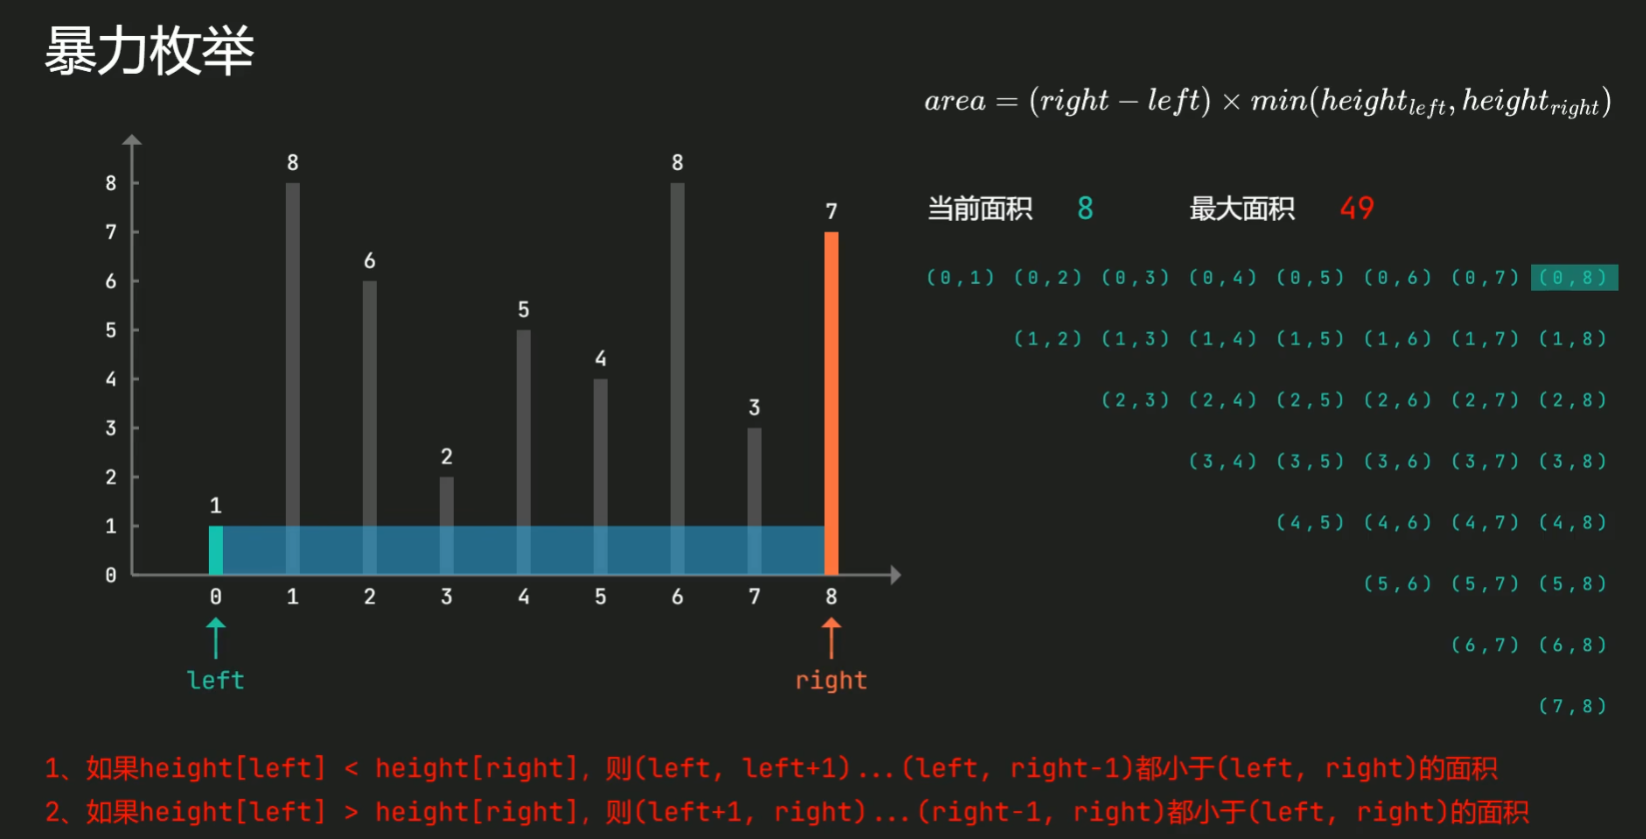 暴力枚举
area = (right − left) × min(height_left, height_right)
当前面积 8 最大面积 49
8
8
7
6
5
4
3
2
1
8
7
6
5
4
3
2
1
0
0 1 2 3 4 5 6 7 8
left right
(0,1) (0,2) (0,3) (0,4) (0,5) (0,6) (0,7) (0,8)
(1,2) (1,3) (1,4) (1,5) (1,6) (1,7) (1,8)
(2,3) (2,4) (2,5) (2,6) (2,7) (2,8)
(3,4) (3,5) (3,6) (3,7) (3,8)
(4,5) (4,6) (4,7) (4,8)
(5,6) (5,7) (5,8)
(6,7) (6,8)
(7,8)
1、如果height[left] < height[right]，则(left, left+1)...(left, right-1)都小于(left, right)的面积
2、如果height[left] > height[right]，则(left+1, right)...(right-1, right)都小于(left, right)的面积